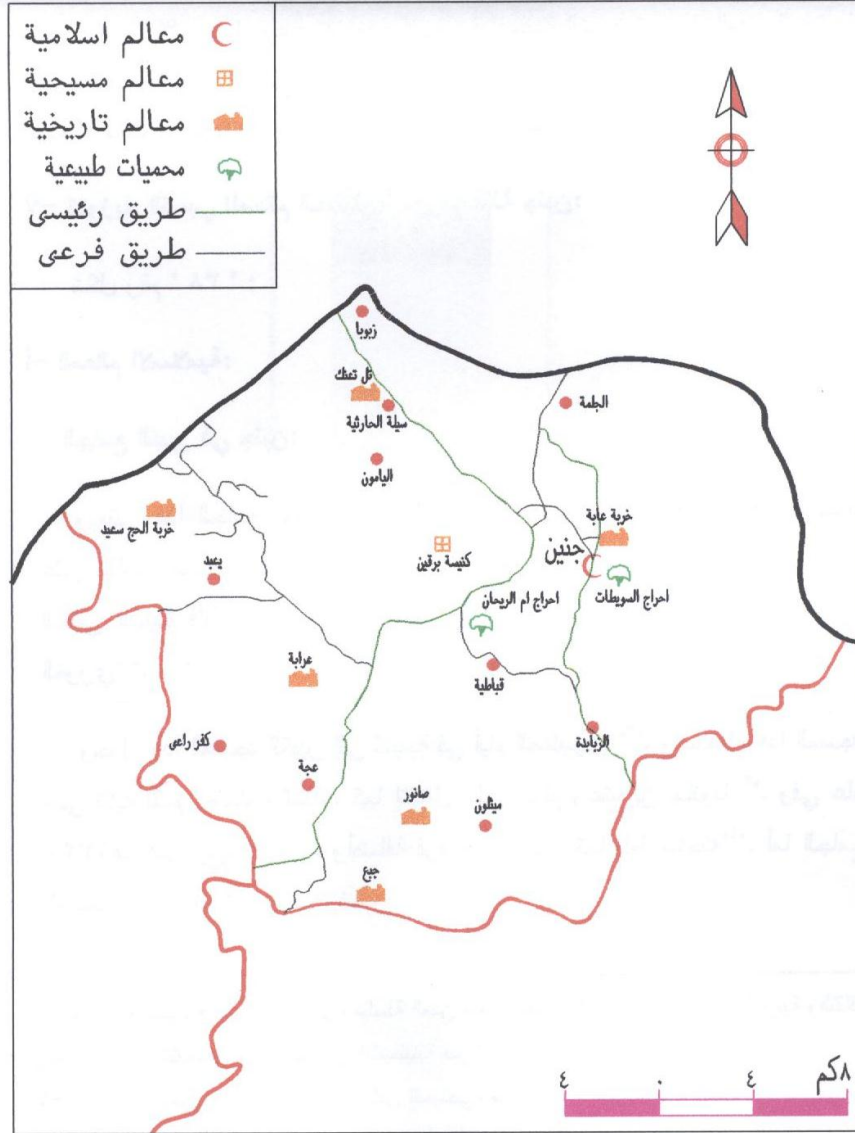 معالم اسلامية
معالم مسيحية
معالم تاريخية
محميات طبيعية
طريق رئيسى
طريق فرعى
زبوبا
تل تعنك
سيلة الحارثية
الجلمة
اليامون
خربة الحج سعيد
خربة عابة
جنين
كنيسة برقين
يعبد
احراج السويطات
احراج ام الريحان
عرابة
قباطية
الزبابدة
كفر راعى
عجة
صانور
ميثلون
جبع
٨كم
٤
٠
٤